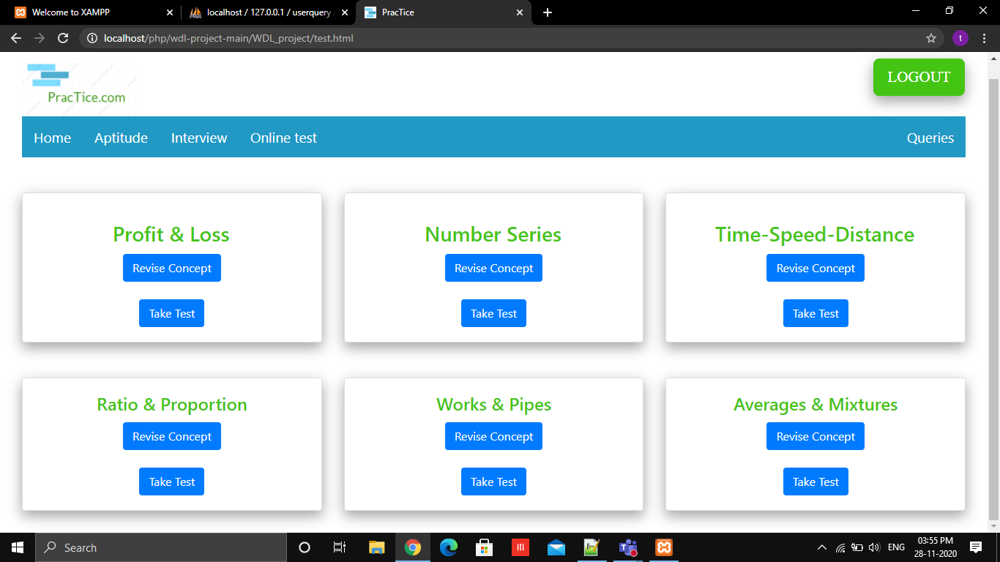 Welcome to XAMPP
localhost / 127.0.0.1 / userquery
PracTice
localhost/php/wdl-project-main/WDL_project/test.html
t
PracTice.com
LOGOUT
Home Aptitude Interview Online test Queries
Profit & Loss
Revise Concept
Take Test
Number Series
Revise Concept
Take Test
Time-Speed-Distance
Revise Concept
Take Test
Ratio & Proportion
Revise Concept
Take Test
Works & Pipes
Revise Concept
Take Test
Averages & Mixtures
Revise Concept
Take Test
Search
ENG
03:55 PM
28-11-2020